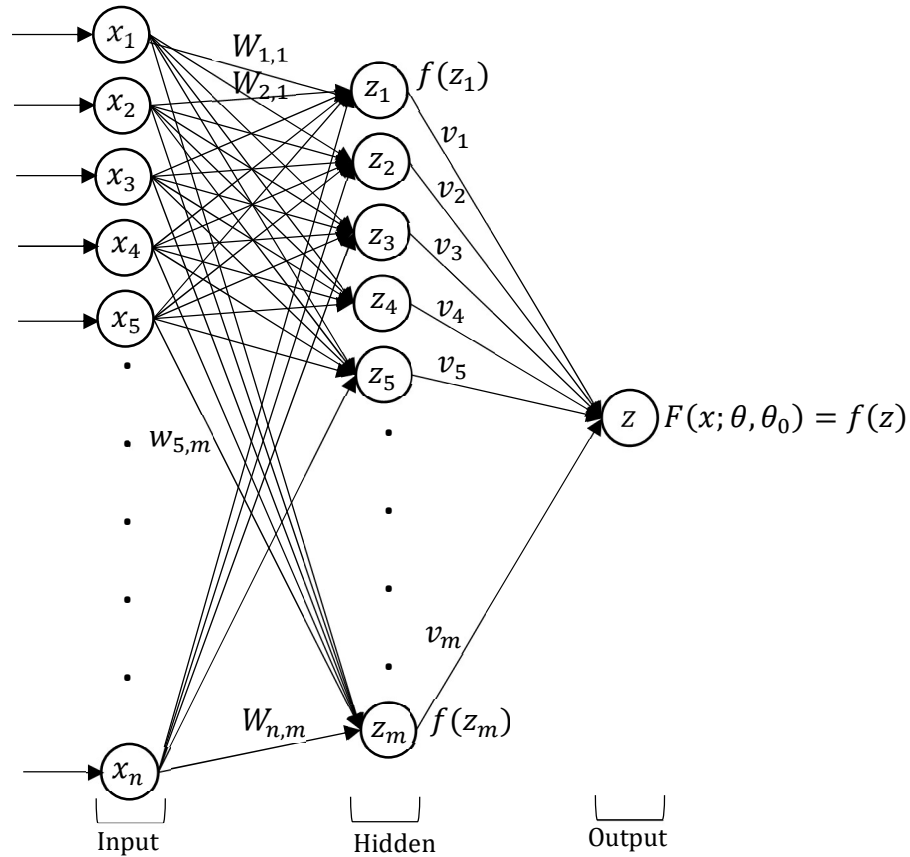 x₁
x₂
x₃
x₄
x₅
xₙ
W₁,₁
W₂,₁
w₅,ₘ
Wₙ,ₘ
z₁
z₂
z₃
z₄
z₅
zₘ
f(z₁)
f(zₘ)
v₁
v₂
v₃
v₄
v₅
vₘ
z
F(x; θ, θ₀) = f(z)
Input
Hidden
Output